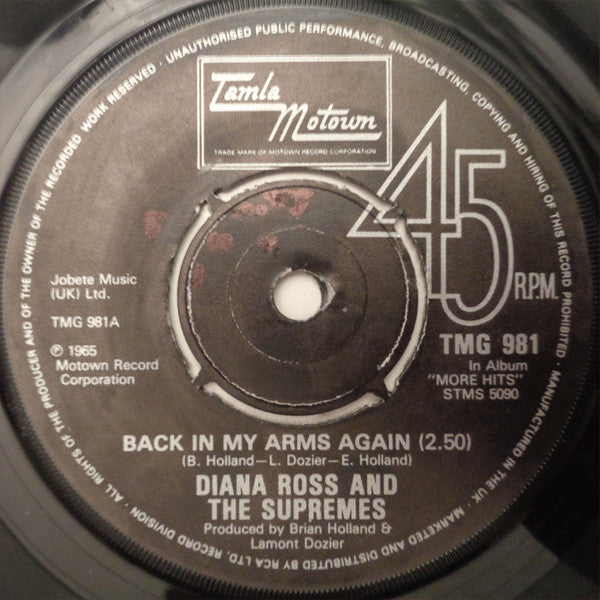 UNAUTHORISED PUBLIC PERFORMANCE, BROADCASTING, COPYING AND HIRING OF THIS RECORD PROHIBITED · MANUFACTURED IN THE UK. · MARKETED AND DISTRIBUTED BY RCA LTD, RECORD DIVISION · ALL RIGHTS OF THE PRODUCER AND OF THE OWNER OF THE RECORDED WORK RESERVED ·
Tamla
Motown
TRADE MARK OF MOTOWN RECORD CORPORATION
45
R.P.M.
Jobete Music
(UK) Ltd.
TMG 981A
℗ 1965
Motown Record
Corporation
TMG 981
In Album
"MORE HITS"
STMS 5090
BACK IN MY ARMS AGAIN (2.50)
(B. Holland—L. Dozier—E. Holland)
DIANA ROSS AND
THE SUPREMES
Produced by Brian Holland &
Lamont Dozier